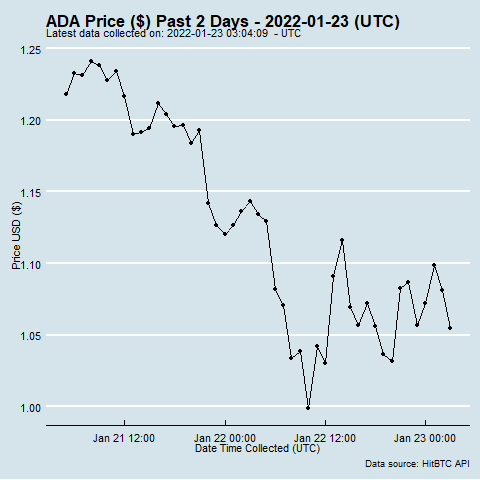 ADA Price ($) Past 2 Days - 2022-01-23 (UTC)
Latest data collected on: 2022-01-23 03:04:09 - UTC
1.25
1.20
1.15
1.10
1.05
1.00
Price USD ($)
Jan 21 12:00 Jan 22 00:00 Jan 22 12:00 Jan 23 00:00
Date Time Collected (UTC)
Data source: HitBTC API